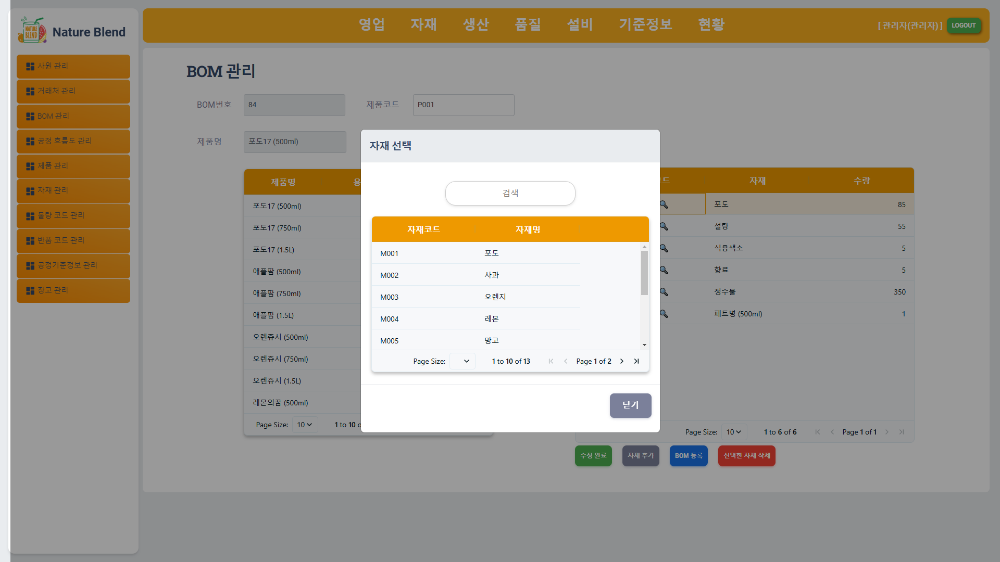 NATURE BLEND
Nature Blend
영업 자재 생산 품질 설비 기준정보 현황
[ 관리자(관리자) ] LOGOUT
사원 관리
거래처 관리
BOM 관리
공정 흐름도 관리
제품 관리
자재 관리
불량 코드 관리
반품 코드 관리
공정기준정보 관리
창고 관리
BOM 관리
BOM번호 84 제품코드 P001
제품명 포도17 (500ml)
제품명 용
포도17 (500ml)
포도17 (750ml)
포도17 (1.5L)
애플팜 (500ml)
애플팜 (750ml)
애플팜 (1.5L)
오렌쥬시 (500ml)
오렌쥬시 (750ml)
오렌쥬시 (1.5L)
레몬의꿈 (500ml)
Page Size: 10 1 to 10 o
자재 선택
검색
자재코드 자재명
M001 포도
M002 사과
M003 오렌지
M004 레몬
M005 망고
Page Size: 1 to 10 of 13 Page 1 of 2
닫기
드 자재 수량
포도 85
설탕 55
식용색소 5
향료 5
정수물 350
페트병 (500ml) 1
Page Size: 10 1 to 6 of 6 Page 1 of 1
수정 완료 자재 추가 BOM 등록 선택한 자재 삭제